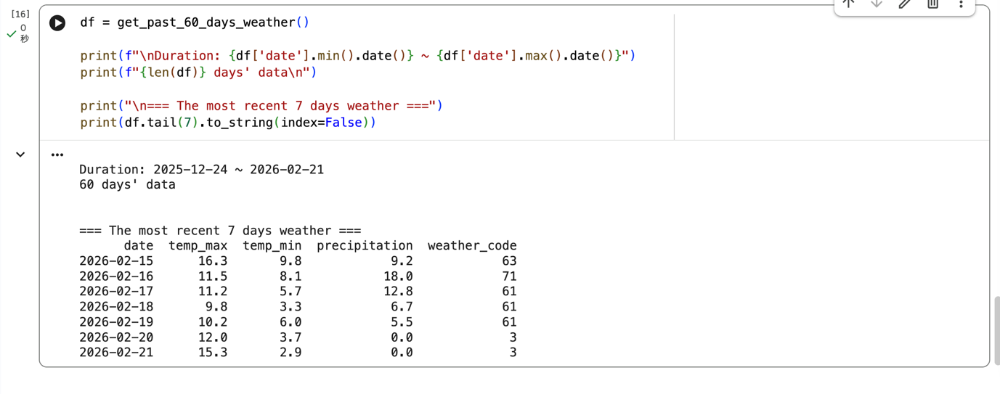 [16]
0
秒
df = get_past_60_days_weather()
print(f"\nDuration: {df['date'].min().date()} ~ {df['date'].max().date()}")
print(f"{len(df)} days' data\n")
print("\n=== The most recent 7 days weather ===")
print(df.tail(7).to_string(index=False))
Duration: 2025-12-24 ~ 2026-02-21
60 days' data
=== The most recent 7 days weather ===
date temp_max temp_min precipitation weather_code
2026-02-15 16.3 9.8 9.2 63
2026-02-16 11.5 8.1 18.0 71
2026-02-17 11.2 5.7 12.8 61
2026-02-18 9.8 3.3 6.7 61
2026-02-19 10.2 6.0 5.5 61
2026-02-20 12.0 3.7 0.0 3
2026-02-21 15.3 2.9 0.0 3